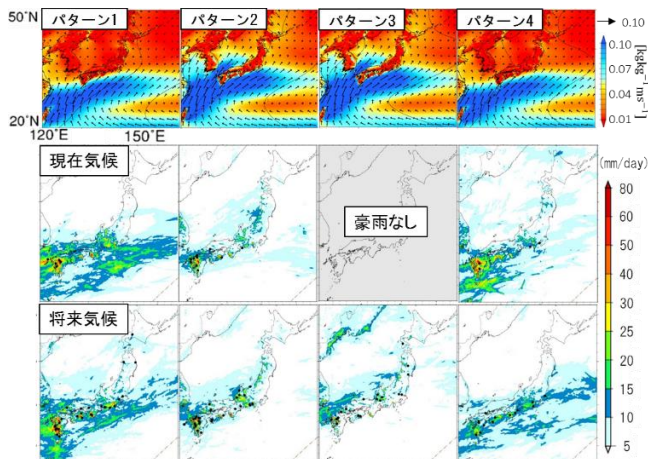 パターン1
パターン2
パターン3
パターン4
50°N
20°N
120°E
150°E
0.10
0.10
0.07
0.04
0.01
[kgkg⁻¹ms⁻¹]
現在気候
豪雨なし
将来気候
(mm/day)
80
60
50
40
30
25
20
15
10
5